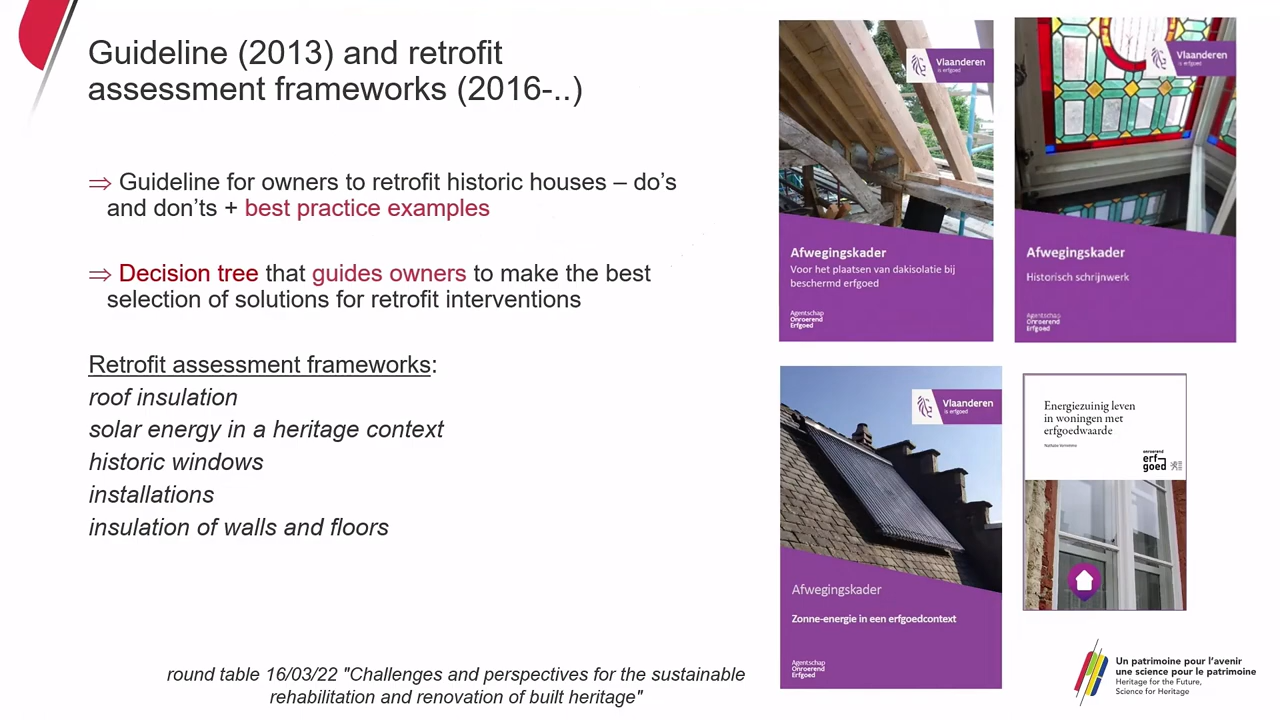 Guideline (2013) and retrofit
assessment frameworks (2016-..)
⇒ Guideline for owners to retrofit historic houses – do's
and don'ts + best practice examples
⇒ Decision tree that guides owners to make the best
selection of solutions for retrofit interventions
Retrofit assessment frameworks:
roof insulation
solar energy in a heritage context
historic windows
installations
insulation of walls and floors
round table 16/03/22 "Challenges and perspectives for the sustainable
rehabilitation and renovation of built heritage"
Vlaanderen
is erfgoed
Afwegingskader
Voor het plaatsen van dakisolatie bij
beschermd erfgoed
Agentschap
Onroerend
Erfgoed
Vlaanderen
is erfgoed
Afwegingskader
Historisch schrijnwerk
Agentschap
Onroerend
Erfgoed
Vlaanderen
is erfgoed
Afwegingskader
Zonne-energie in een erfgoedcontext
Agentschap
Onroerend
Erfgoed
Energiezuinig leven
in woningen met
erfgoedwaarde
onroerend
erf-
goed
Un patrimoine pour l'avenir
une science pour le patrimoine
Heritage for the Future,
Science for Heritage